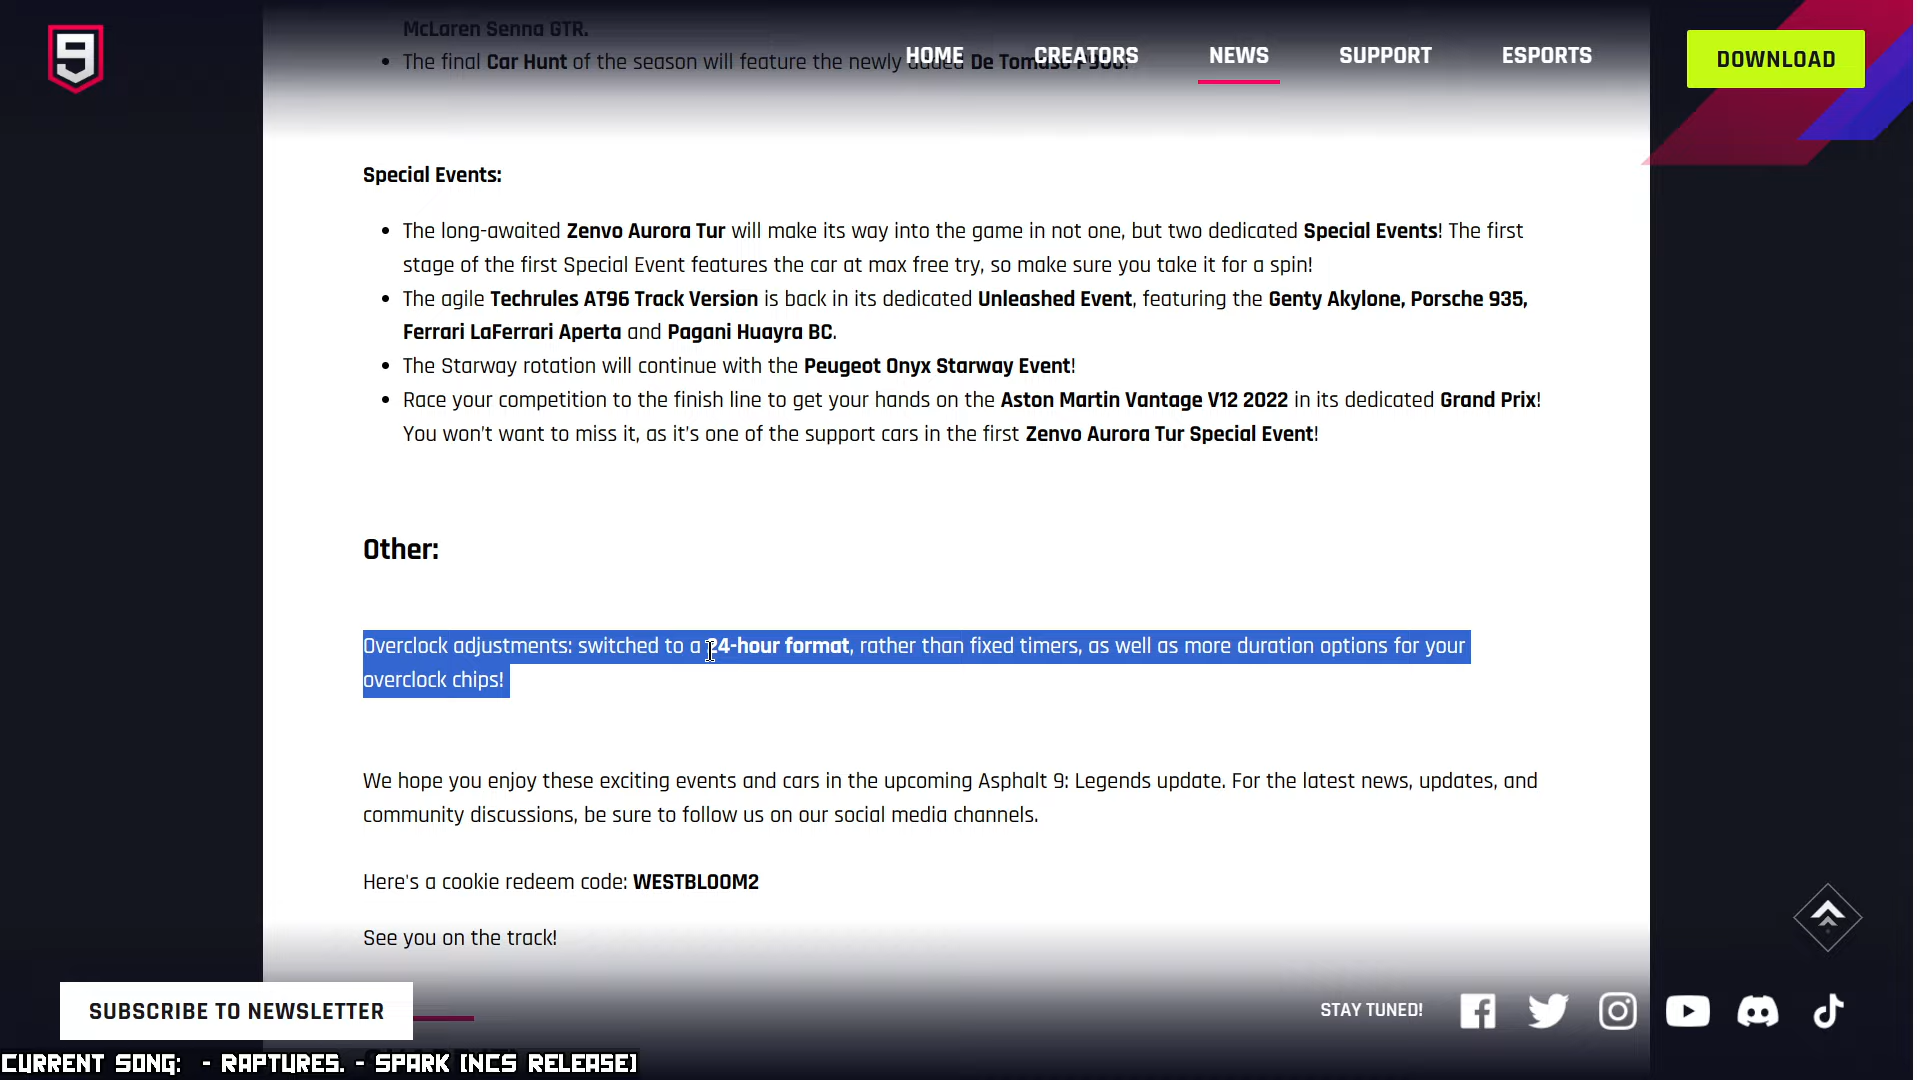 McLaren Senna GTR.
9
HOME CREATORS NEWS SUPPORT ESPORTS
DOWNLOAD
• The final Car Hunt of the season will feature the newly added De Tomaso P900!
Special Events:
• The long-awaited Zenvo Aurora Tur will make its way into the game in not one, but two dedicated Special Events! The first
stage of the first Special Event features the car at max free try, so make sure you take it for a spin!
• The agile Techrules AT96 Track Version is back in its dedicated Unleashed Event, featuring the Genty Akylone, Porsche 935,
Ferrari LaFerrari Aperta and Pagani Huayra BC.
• The Starway rotation will continue with the Peugeot Onyx Starway Event!
• Race your competition to the finish line to get your hands on the Aston Martin Vantage V12 2022 in its dedicated Grand Prix!
You won't want to miss it, as it's one of the support cars in the first Zenvo Aurora Tur Special Event!
Other:
Overclock adjustments: switched to a 24-hour format, rather than fixed timers, as well as more duration options for your
overclock chips!
We hope you enjoy these exciting events and cars in the upcoming Asphalt 9: Legends update. For the latest news, updates, and
community discussions, be sure to follow us on our social media channels.
Here's a cookie redeem code: WESTBLOOM2
See you on the track!
SUBSCRIBE TO NEWSLETTER
STAY TUNED!
CURRENT SONG:  - RAPTURES. - SPARK [NCS RELEASE]